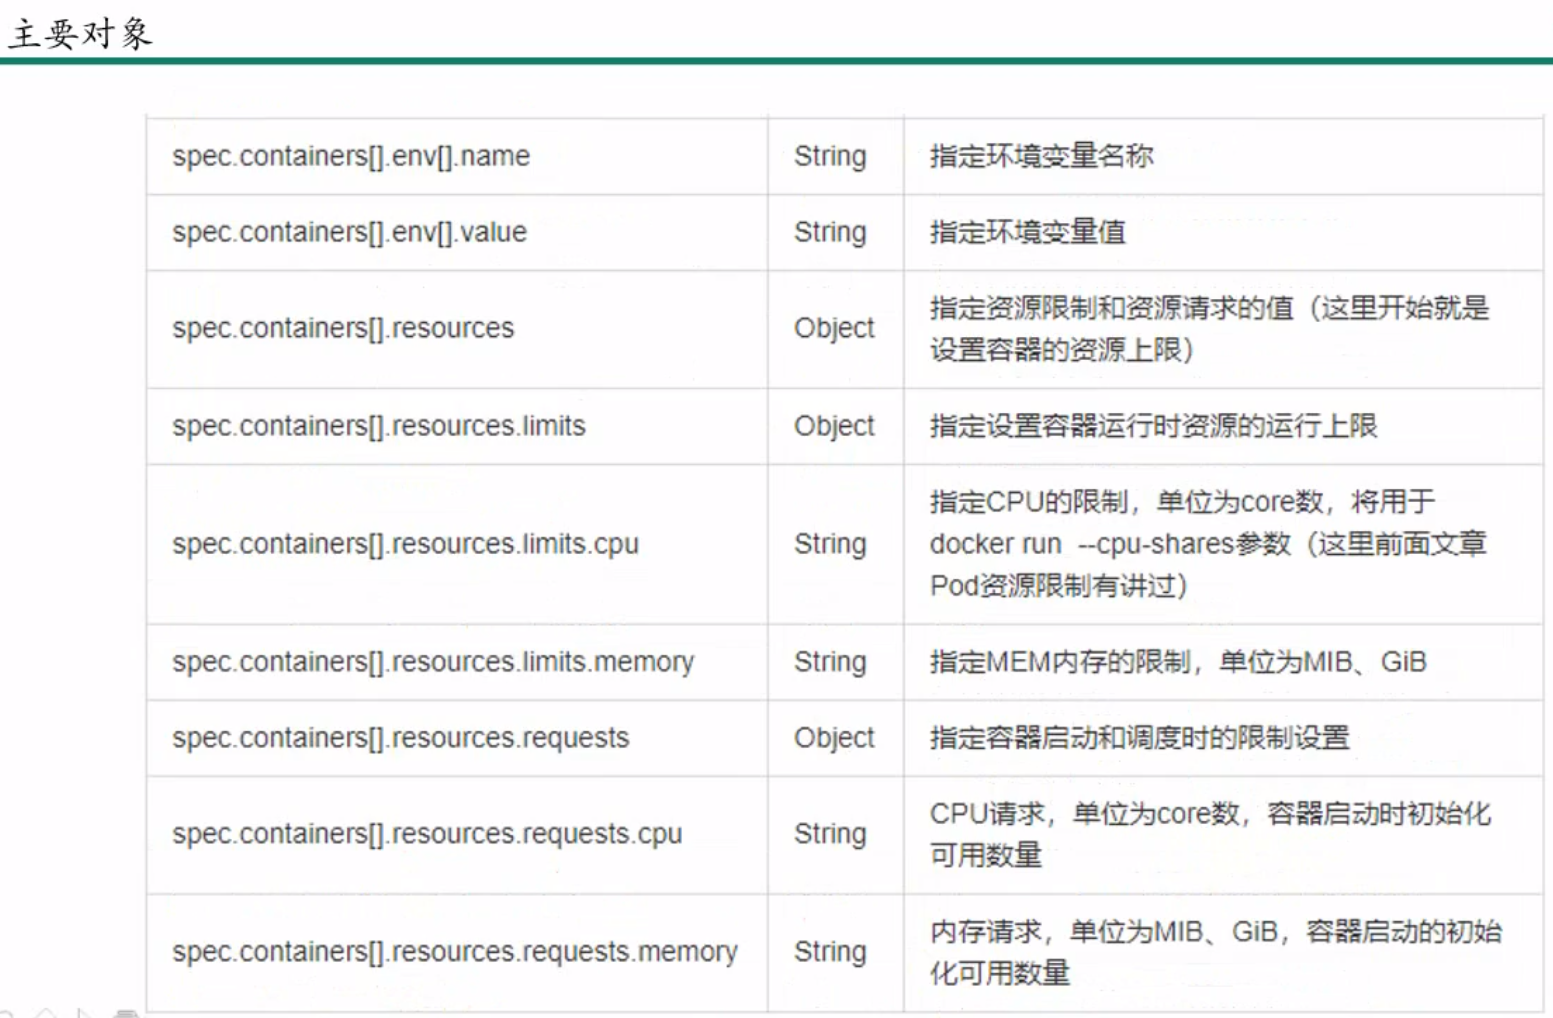 主要对象
spec.containers[].env[].name String 指定环境变量名称
spec.containers[].env[].value String 指定环境变量值
spec.containers[].resources Object 指定资源限制和资源请求的值（这里开始就是
设置容器的资源上限）
spec.containers[].resources.limits Object 指定设置容器运行时资源的运行上限
指定CPU的限制，单位为core数，将用于
spec.containers[].resources.limits.cpu String docker run --cpu-shares参数（这里前面文章
Pod资源限制有讲过）
spec.containers[].resources.limits.memory String 指定MEM内存的限制，单位为MIB、GiB
spec.containers[].resources.requests Object 指定容器启动和调度时的限制设置
spec.containers[].resources.requests.cpu String CPU请求，单位为core数，容器启动时初始化
可用数量
spec.containers[].resources.requests.memory String 内存请求，单位为MIB、GiB，容器启动的初始
化可用数量